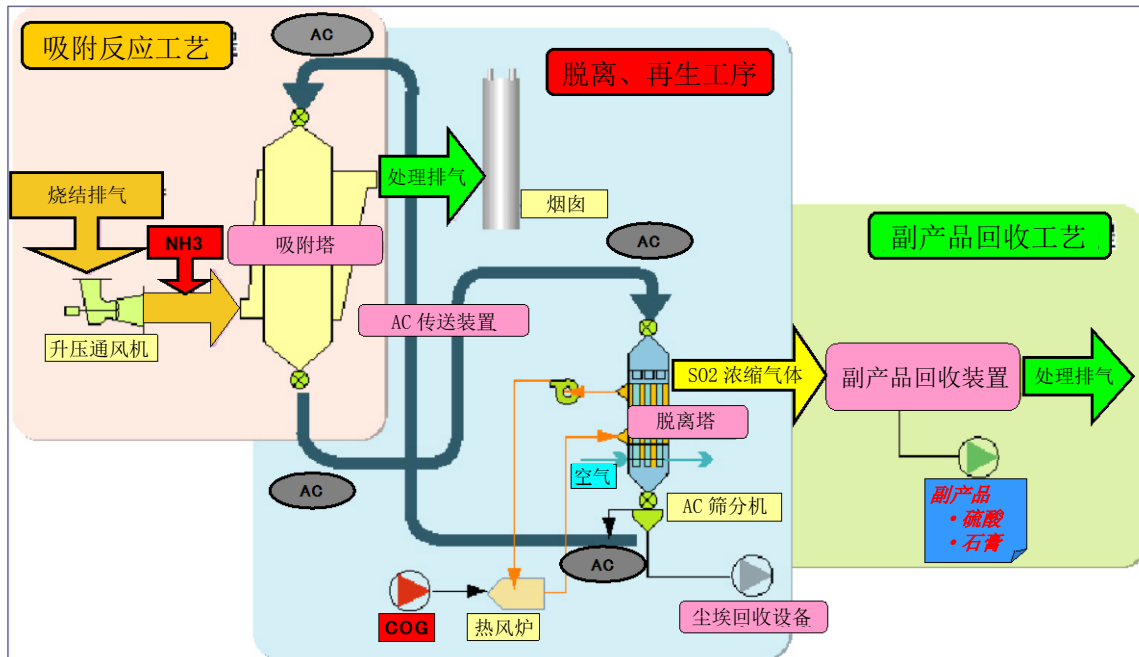 吸附反应工艺
AC
脱离、再生工序
烧结排气
NH3
吸附塔
处理排气
烟囱
升压通风机
AC
副产品回收工艺
AC 传送装置
SO2 浓缩气体
副产品回收装置
处理排气
脱离塔
空气
AC
AC 筛分机
副产品
・硫酸
・石膏
AC
COG
热风炉
尘埃回收设备